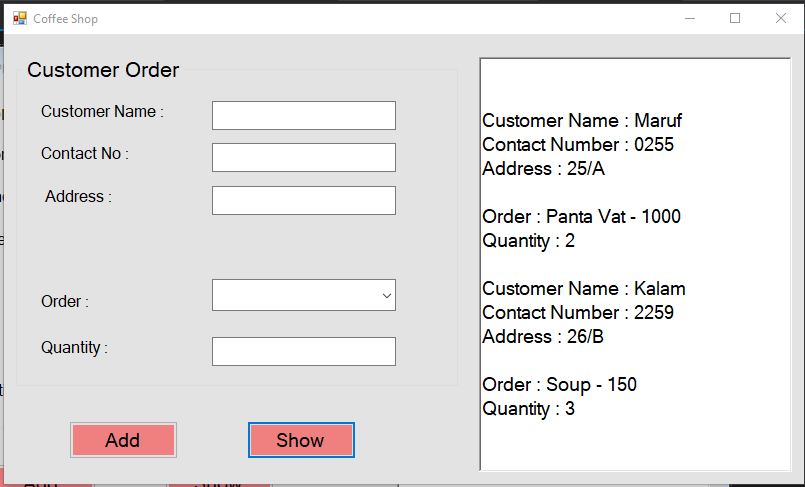 Coffee Shop
Customer Order
Customer Name :
Contact No :
Address :
Order :
Quantity :
Add
Show
Customer Name : Maruf
Contact Number : 0255
Address : 25/A
Order : Panta Vat - 1000
Quantity : 2
Customer Name : Kalam
Contact Number : 2259
Address : 26/B
Order : Soup - 150
Quantity : 3